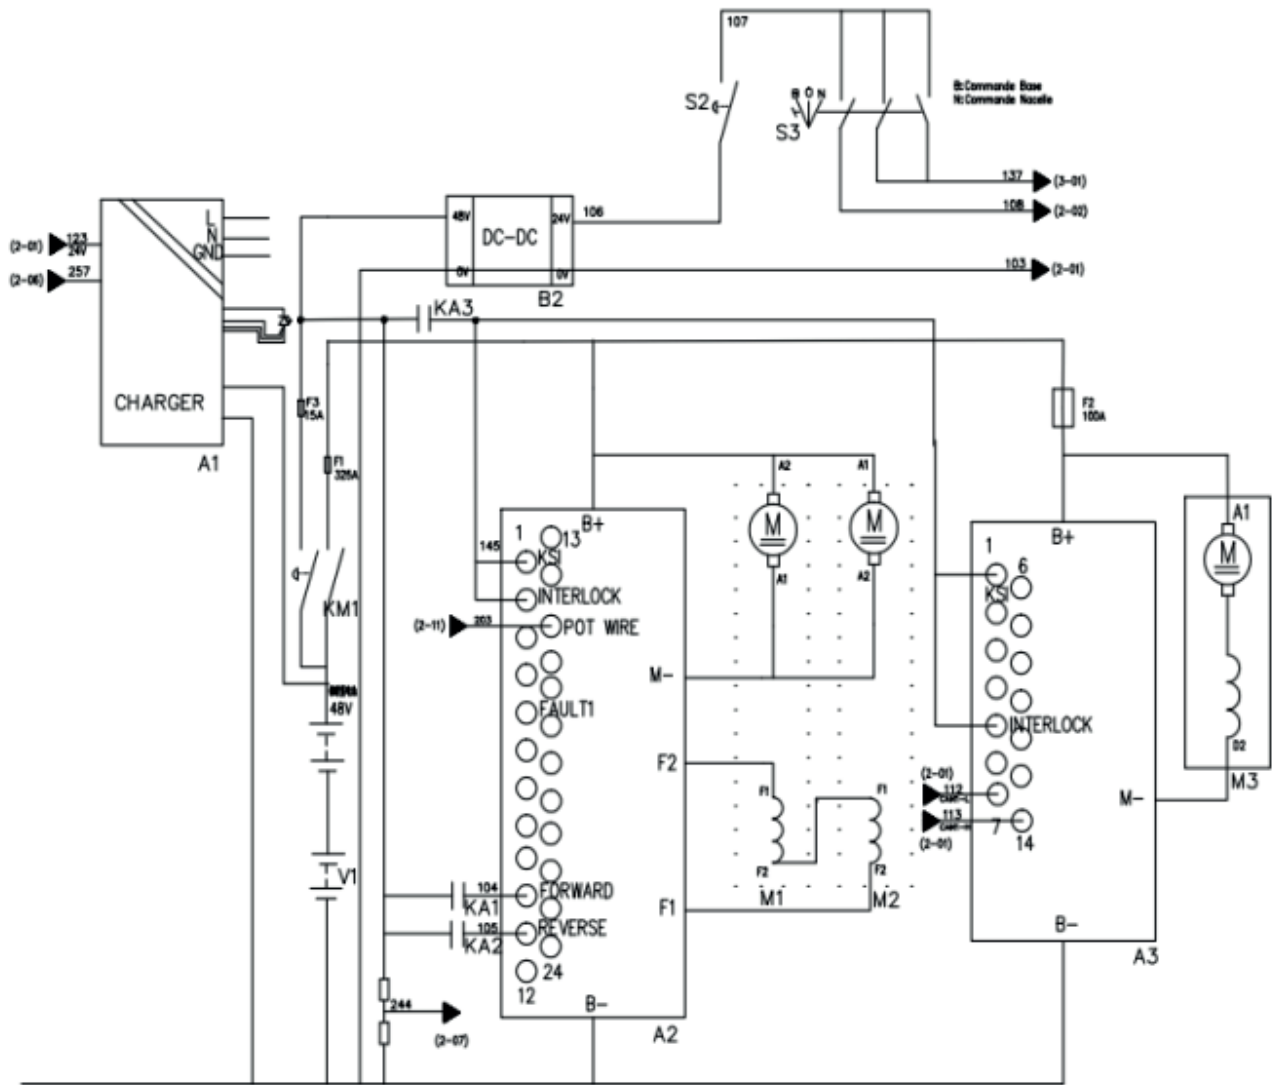 107
S2
B O N
S3
B:Commande Base
N:Commande Nacelle
137
(3-01)
108
(2-02)
48V
24V
106
DC-DC
0V
0V
B2
103
(2-01)
(2-01)
123
24V
(2-06)
257
L
N
GND
CHARGER
A1
KA3
F3
15A
F1
325A
F2
100A
KM1
48V
V1
1
13
B+
145
KSI
INTERLOCK
(2-11)
203
POT WIRE
FAULT1
M-
F2
104
FORWARD
KA1
105
REVERSE
KA2
F1
24
12
B-
A2
244
(2-07)
A2
A1
M
M
A1
A2
F1
F1
F2
F2
M1
M2
B+
1
6
KSI
INTERLOCK
(2-01)
112
113
(2-01)
7
14
M-
B-
A3
A1
M
D2
M3